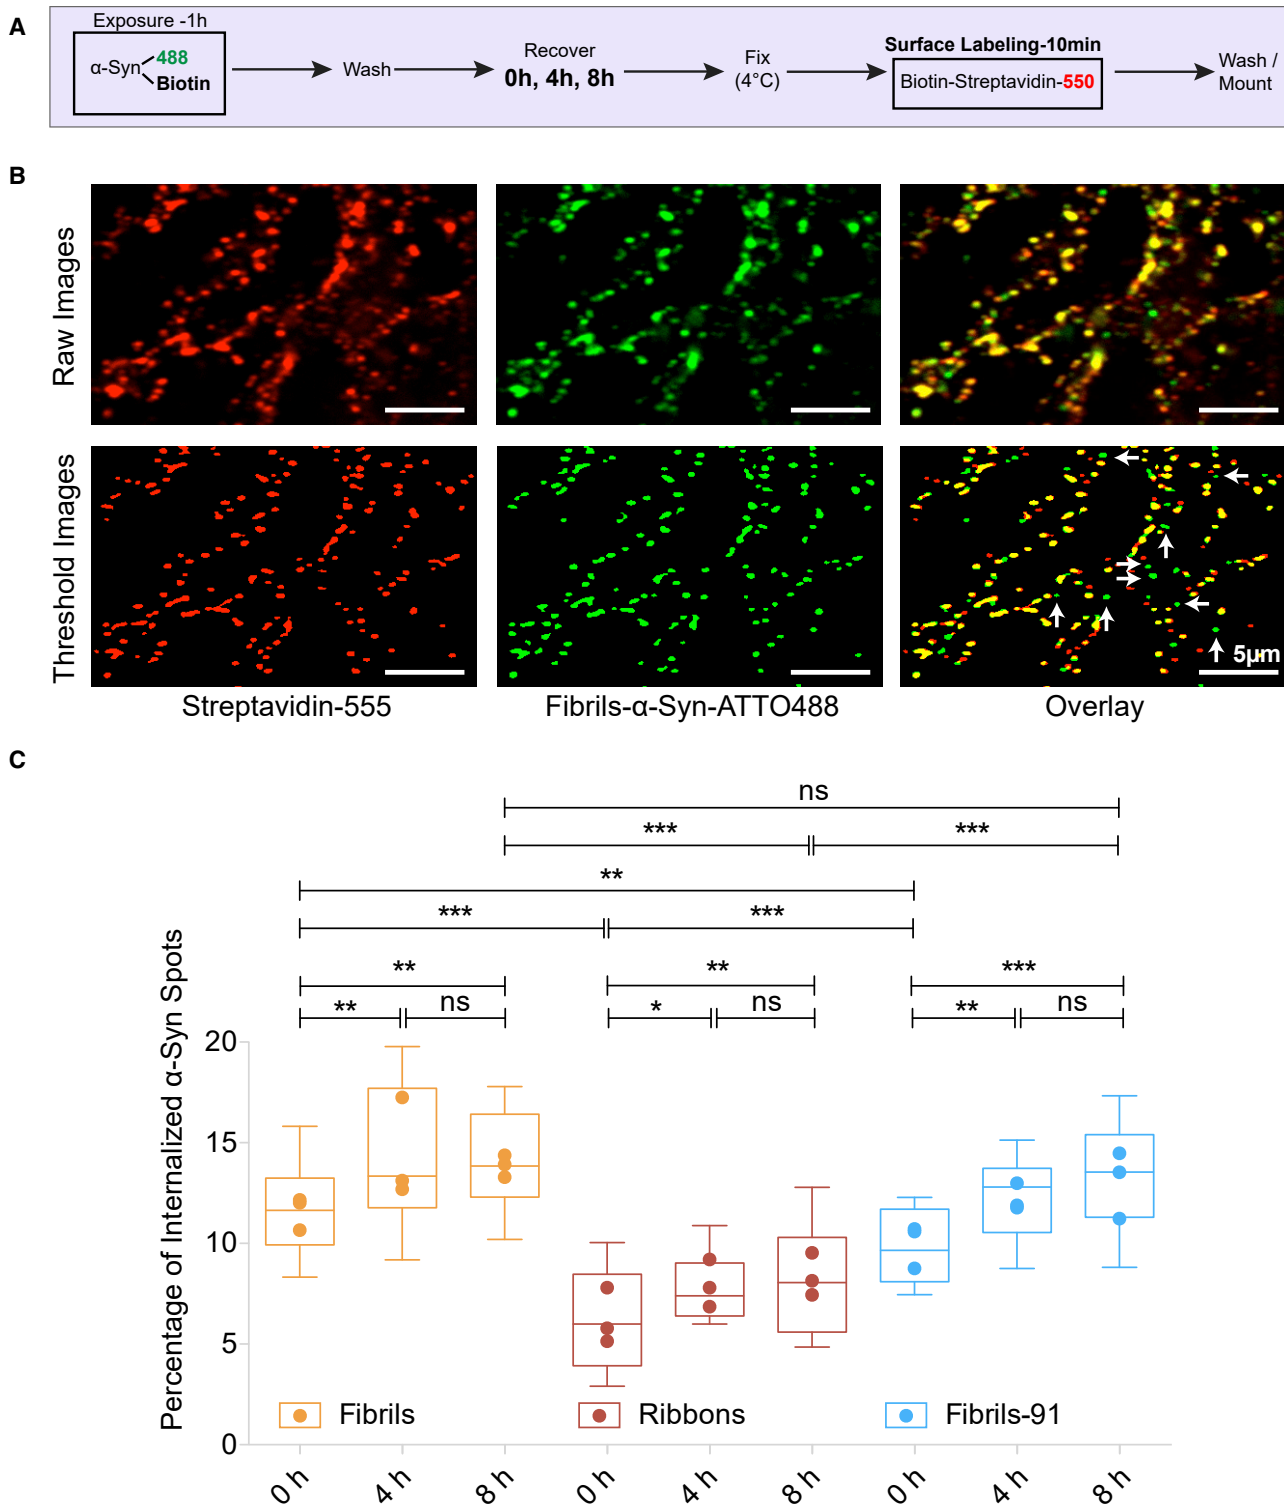 A
Exposure -1h
α-Syn
488
Biotin
Wash
Recover
0h, 4h, 8h
Fix
(4°C)
Surface Labeling-10min
Biotin-Streptavidin-550
Wash /
Mount
B
Raw Images
Threshold Images
5µm
Streptavidin-555
Fibrils-α-Syn-ATTO488
Overlay
C
ns
***
***
**
***
***
**
**
***
**
ns
*
ns
**
ns
Percentage of Internalized α-Syn Spots
20
15
10
5
0
Fibrils
Ribbons
Fibrils-91
0 h
4 h
8 h
0 h
4 h
8 h
0 h
4 h
8 h